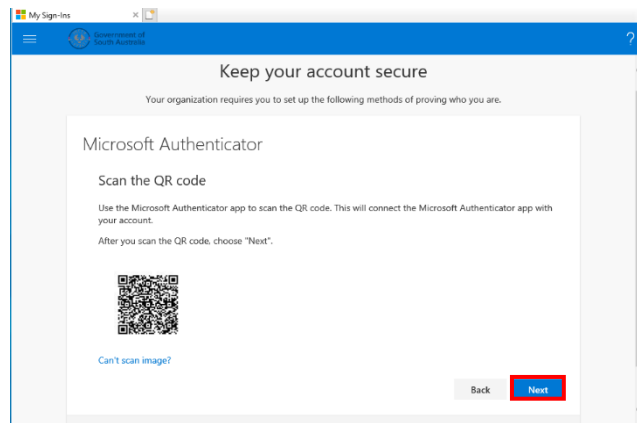 My Sign-Ins
Government of
South Australia
?
Keep your account secure
Your organization requires you to set up the following methods of proving who you are.
Microsoft Authenticator
Scan the QR code
Use the Microsoft Authenticator app to scan the QR code. This will connect the Microsoft Authenticator app with
your account.
After you scan the QR code, choose "Next".
Can't scan image?
Back Next